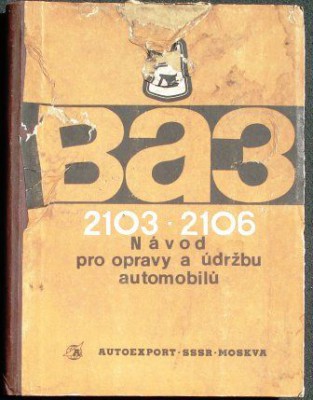 ВАЗ
2103 · 2106
Návod
pro opravy a údržbu
automobilů
AUTOEXPORT · SSSR · MOSKVA